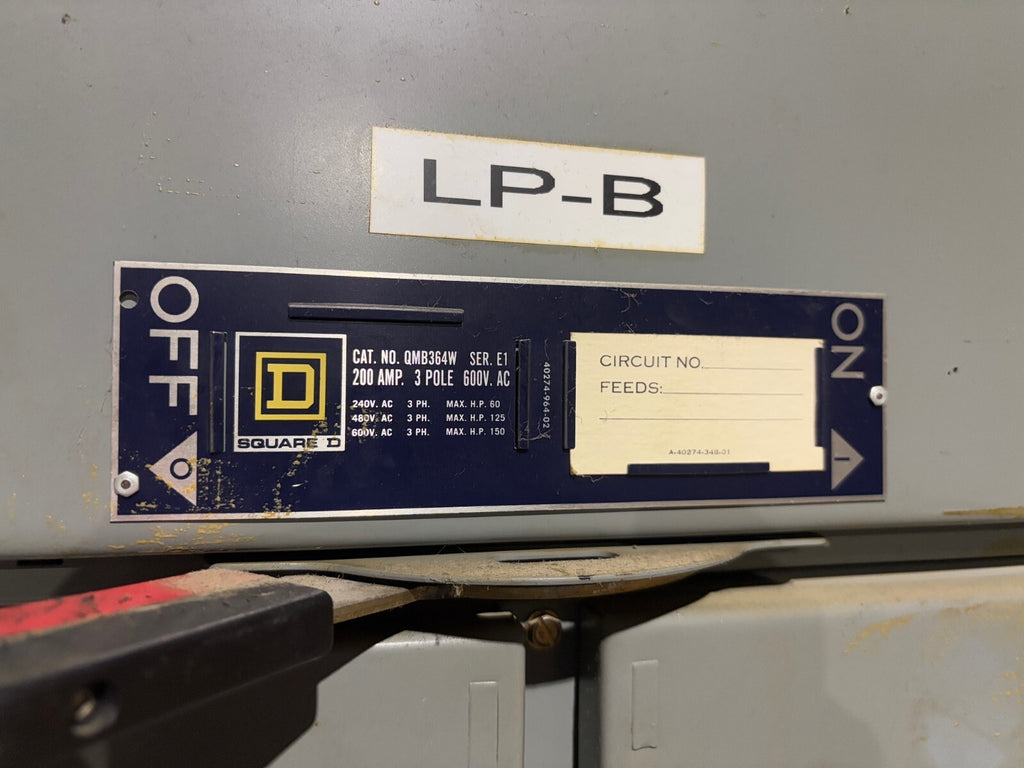 LP-B
OFF
O
D
SQUARE D
CAT. NO. QMB364W SER. E1
200 AMP. 3 POLE 600V. AC
240V. AC 3 PH. MAX. H.P. 60
480V. AC 3 PH. MAX. H.P. 125
600V. AC 3 PH. MAX. H.P. 150
40274-964-02
CIRCUIT NO.
FEEDS:
A-40274-348-01
ON
I